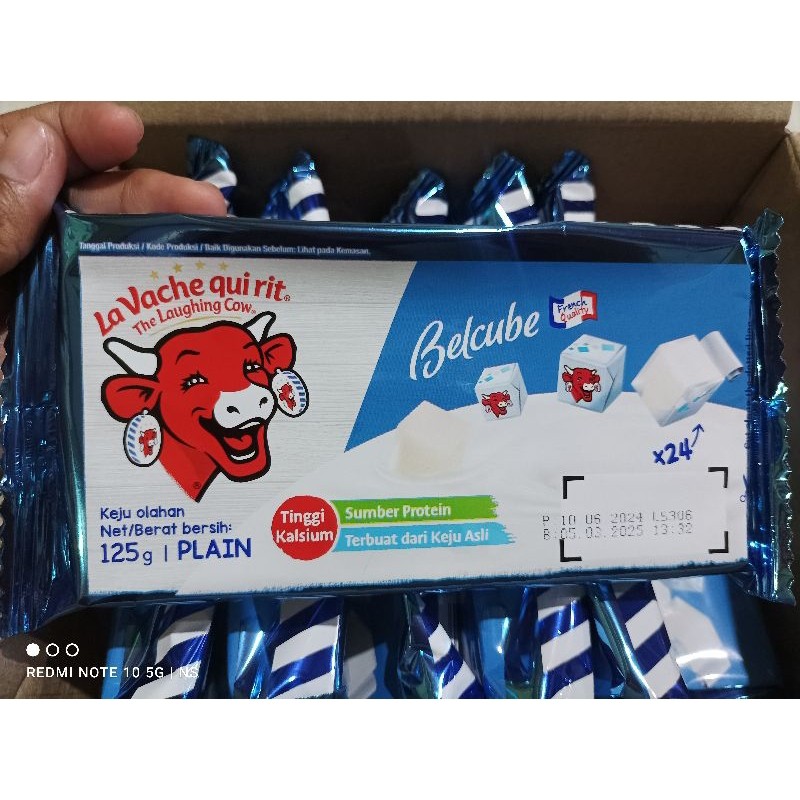 Tanggal Produksi / Kode Produksi / Baik Digunakan Sebelum: Lihat pada Kemasan.
La Vache qui rit®
The Laughing Cow®
Belcube
French
Quality
x24
Keju olahan
Net/Berat bersih:
125g | PLAIN
Tinggi
Kalsium
Sumber Protein
Terbuat dari Keju Asli
P 10 06 2024 L5306
B:05.03.2025 13:32
REDMI NOTE 10 5G | NS